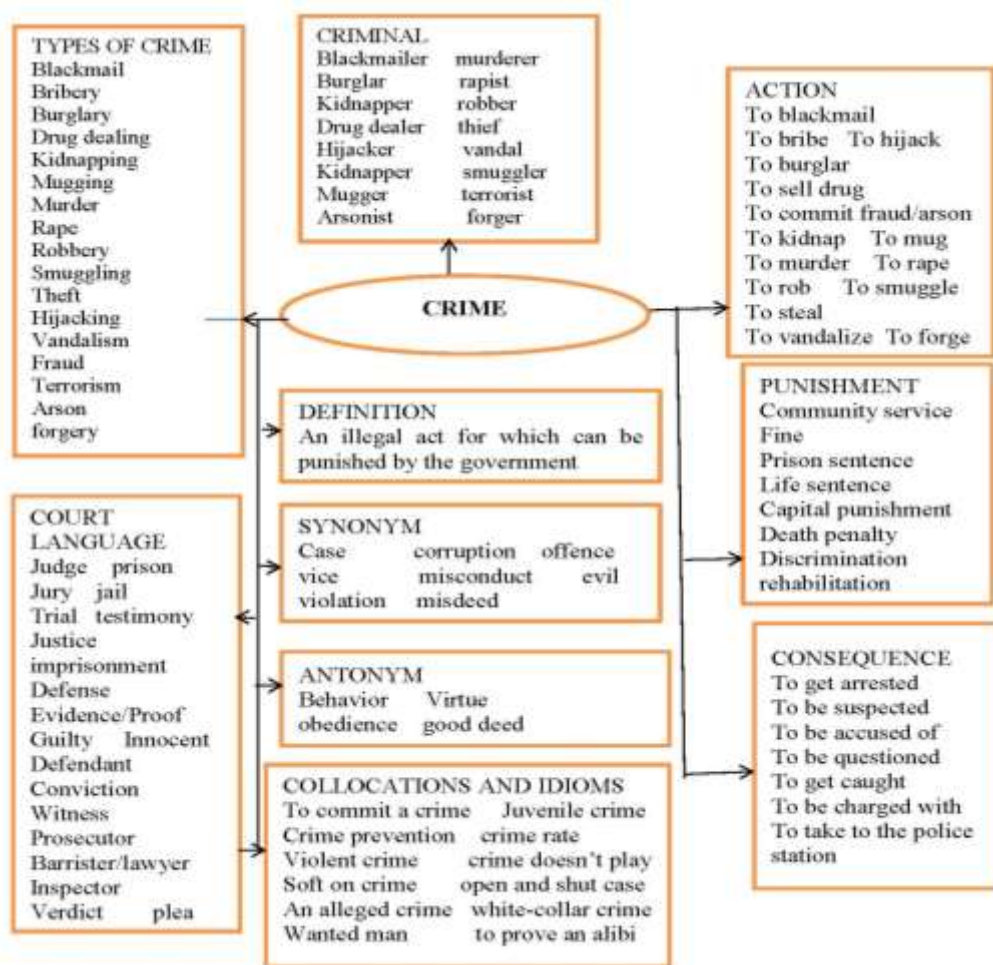 TYPES OF CRIME
Blackmail
Bribery
Burglary
Drug dealing
Kidnapping
Mugging
Murder
Rape
Robbery
Smuggling
Theft
Hijacking
Vandalism
Fraud
Terrorism
Arson
forgery
CRIMINAL
Blackmailer murderer
Burglar rapist
Kidnapper robber
Drug dealer thief
Hijacker vandal
Kidnapper smuggler
Mugger terrorist
Arsonist forger
ACTION
To blackmail
To bribe To hijack
To burglar
To sell drug
To commit fraud/arson
To kidnap To mug
To murder To rape
To rob To smuggle
To steal
To vandalize To forge
CRIME
DEFINITION
An illegal act for which can be
punished by the government
PUNISHMENT
Community service
Fine
Prison sentence
Life sentence
Capital punishment
Death penalty
Discrimination
rehabilitation
COURT
LANGUAGE
Judge prison
Jury jail
Trial testimony
Justice
imprisonment
Defense
Evidence/Proof
Guilty Innocent
Defendant
Conviction
Witness
Prosecutor
Barrister/lawyer
Inspector
Verdict plea
SYNONYM
Case corruption offence
vice misconduct evil
violation misdeed
ANTONYM
Behavior Virtue
obedience good deed
CONSEQUENCE
To get arrested
To be suspected
To be accused of
To be questioned
To get caught
To be charged with
To take to the police
station
COLLOCATIONS AND IDIOMS
To commit a crime Juvenile crime
Crime prevention crime rate
Violent crime crime doesn't play
Soft on crime open and shut case
An alleged crime white-collar crime
Wanted man to prove an alibi